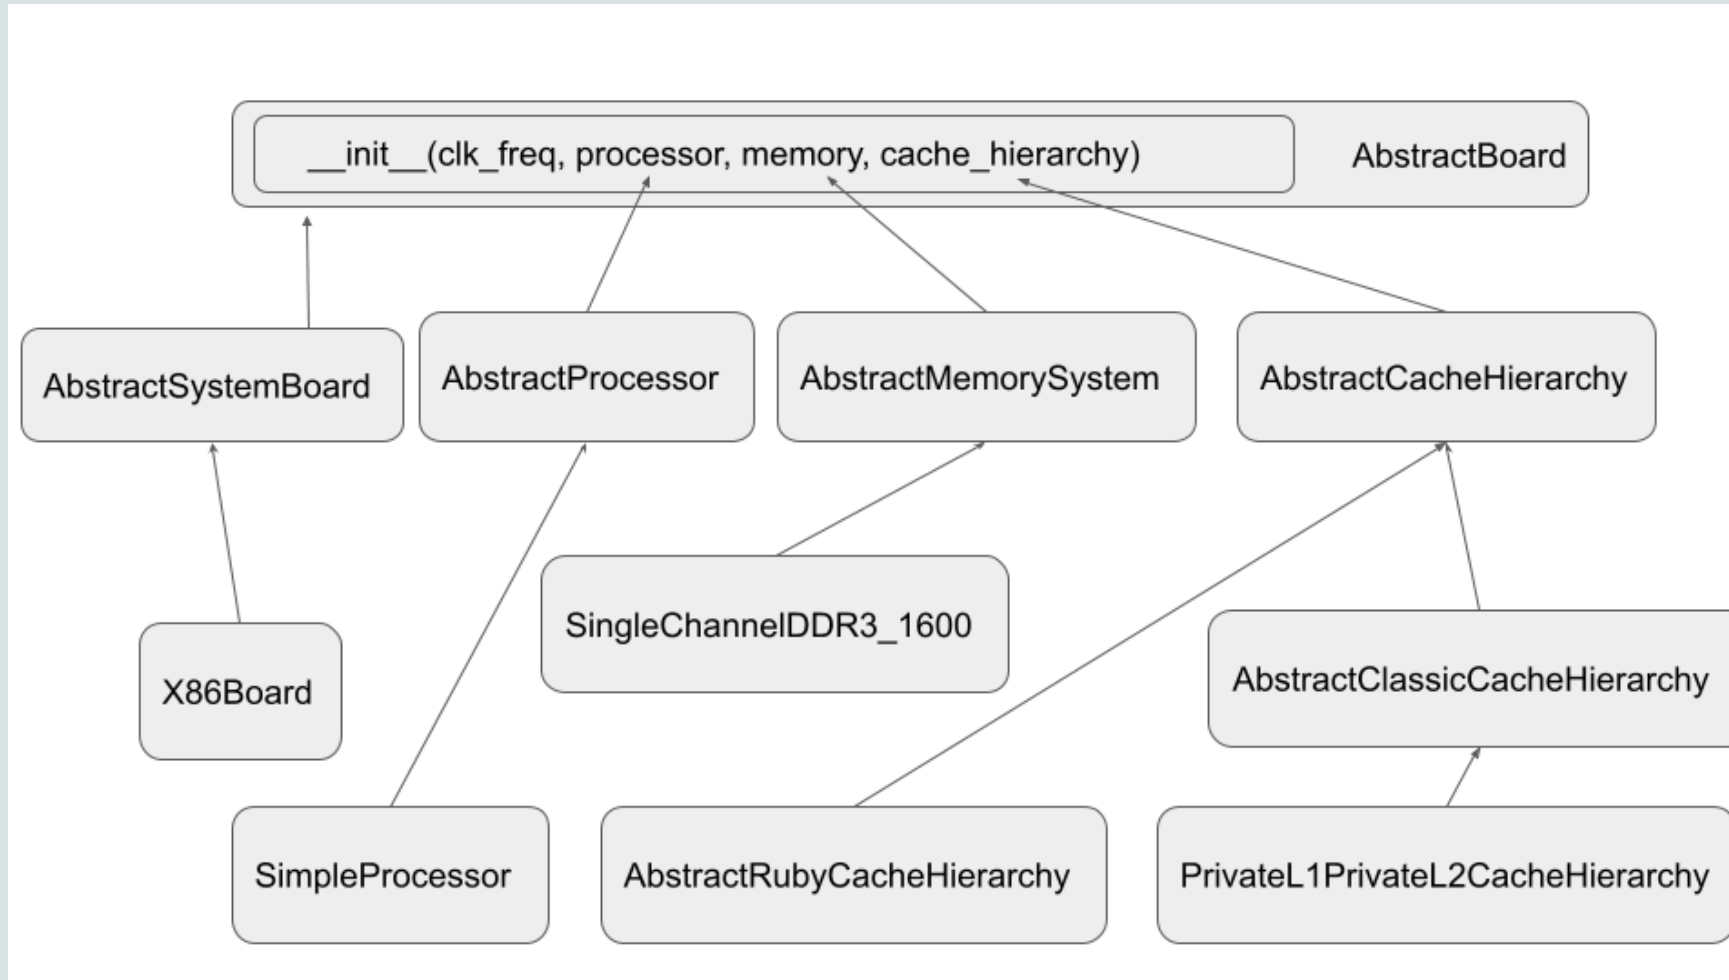 __init__(clk_freq, processor, memory, cache_hierarchy)
AbstractBoard
AbstractSystemBoard
AbstractProcessor
AbstractMemorySystem
AbstractCacheHierarchy
SingleChannelDDR3_1600
X86Board
AbstractClassicCacheHierarchy
SimpleProcessor
AbstractRubyCacheHierarchy
PrivateL1PrivateL2CacheHierarchy